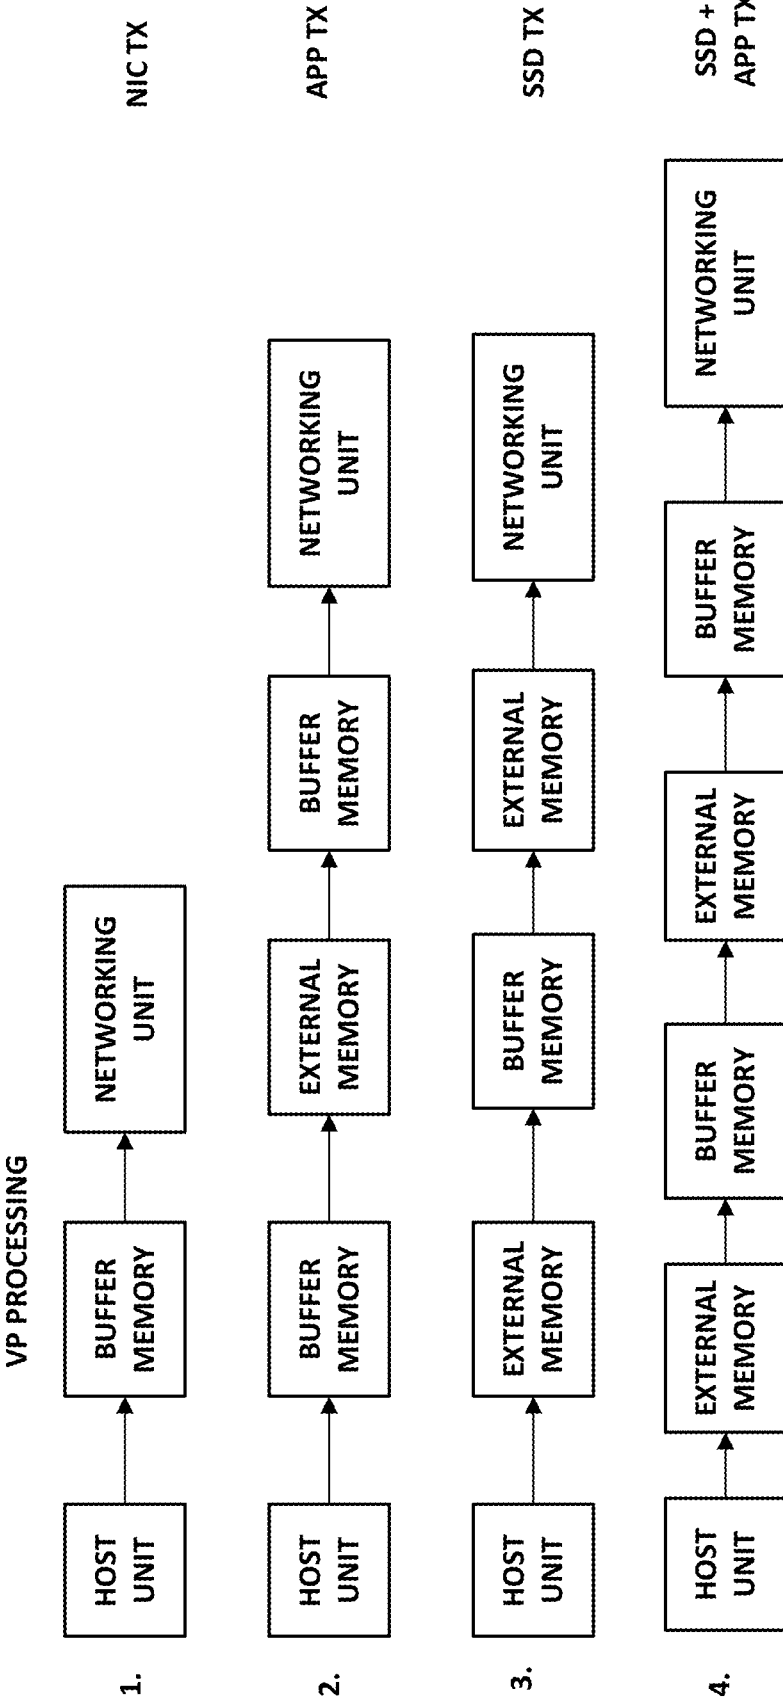 VP PROCESSING
1.
HOST
UNIT
BUFFER
MEMORY
NETWORKING
UNIT
NIC TX
2.
HOST
UNIT
BUFFER
MEMORY
EXTERNAL
MEMORY
BUFFER
MEMORY
NETWORKING
UNIT
APP TX
3.
HOST
UNIT
EXTERNAL
MEMORY
BUFFER
MEMORY
EXTERNAL
MEMORY
NETWORKING
UNIT
SSD TX
4.
HOST
UNIT
EXTERNAL
MEMORY
BUFFER
MEMORY
EXTERNAL
MEMORY
BUFFER
MEMORY
NETWORKING
UNIT
SSD +
APP TX